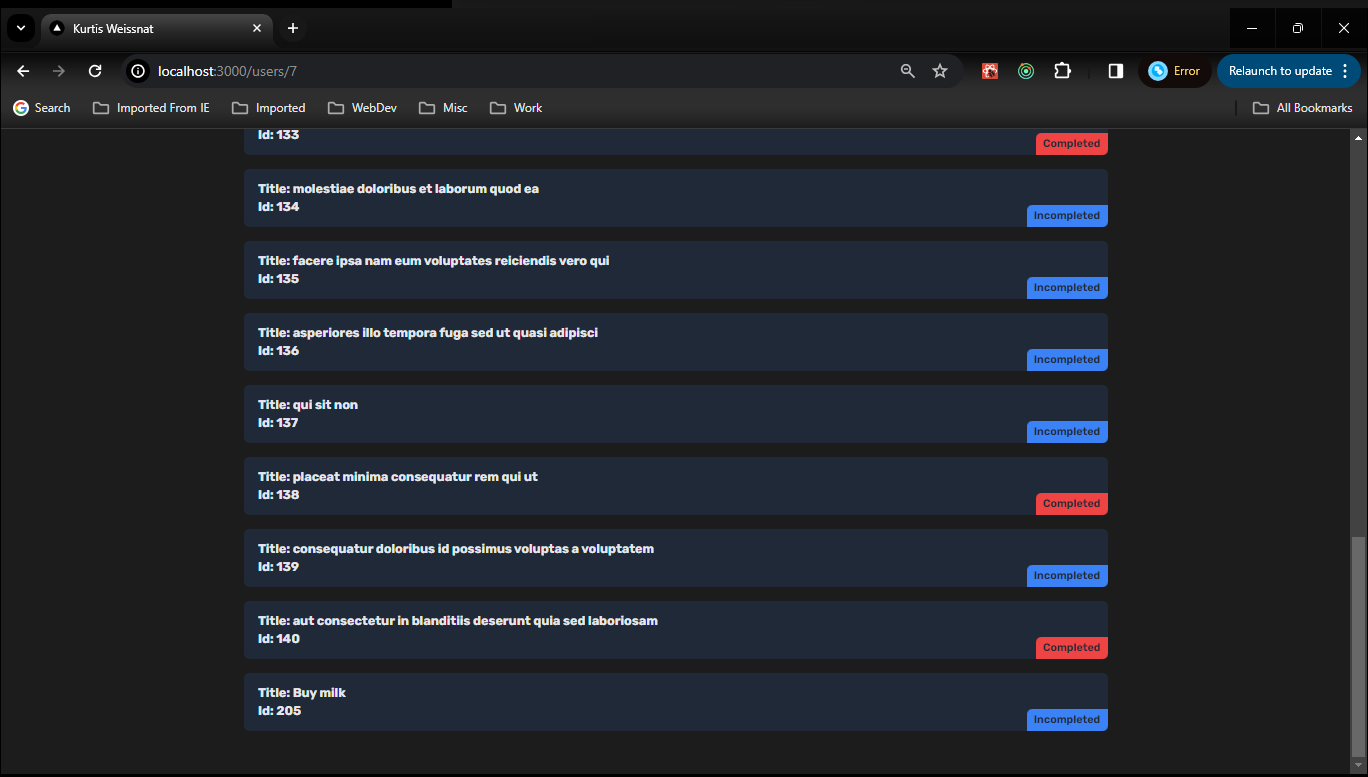 Kurtis Weissnat
localhost:3000/users/7
Error
Relaunch to update
Search
Imported From IE
Imported
WebDev
Misc
Work
All Bookmarks
Id: 133
Completed
Title: molestiae doloribus et laborum quod ea
Id: 134
Incompleted
Title: facere ipsa nam eum voluptates reiciendis vero qui
Id: 135
Incompleted
Title: asperiores illo tempora fuga sed ut quasi adipisci
Id: 136
Incompleted
Title: qui sit non
Id: 137
Incompleted
Title: placeat minima consequatur rem qui ut
Id: 138
Completed
Title: consequatur doloribus id possimus voluptas a voluptatem
Id: 139
Incompleted
Title: aut consectetur in blanditiis deserunt quia sed laboriosam
Id: 140
Completed
Title: Buy milk
Id: 205
Incompleted